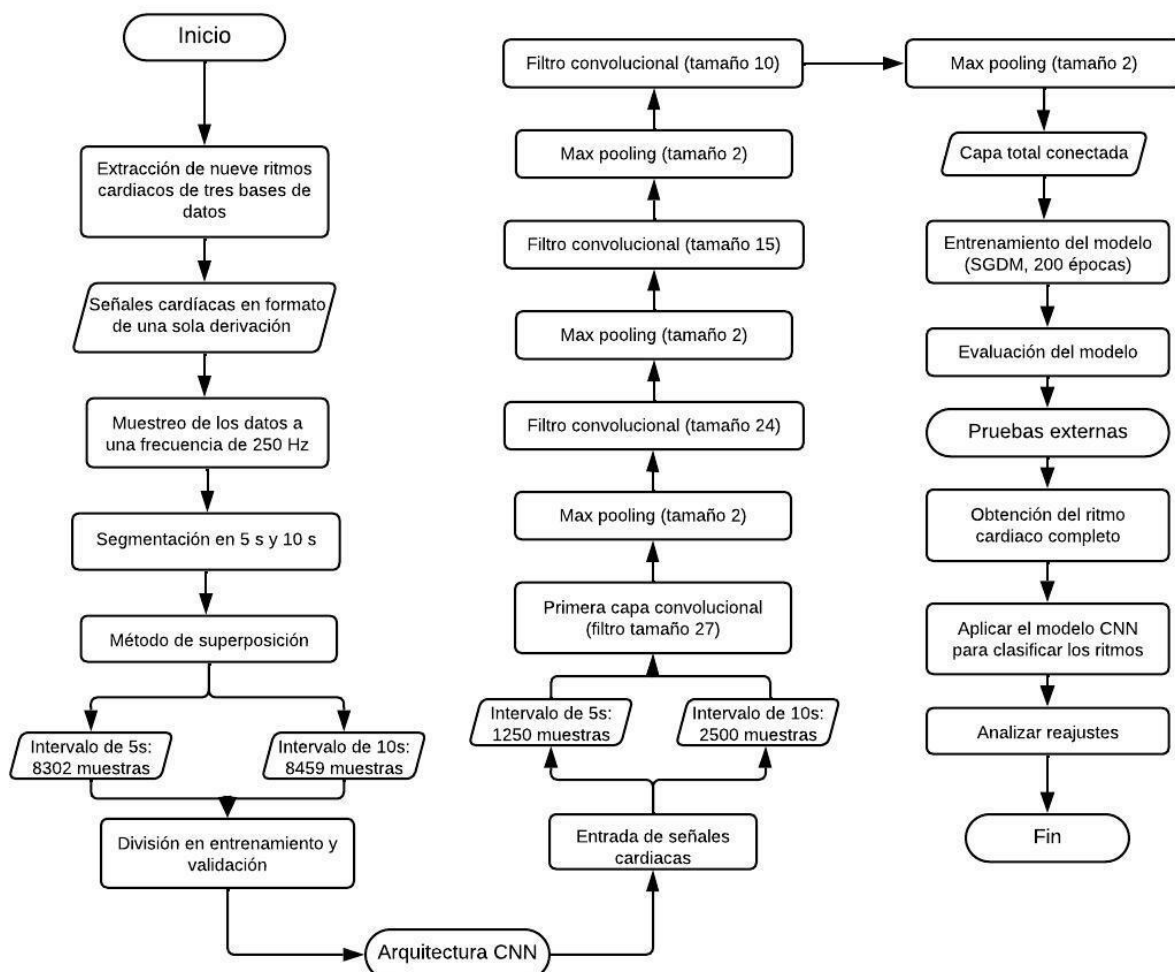 Inicio
Extracción de nueve ritmos
cardiacos de tres bases de
datos
Señales cardíacas en formato
de una sola derivación
Muestreo de los datos a
una frecuencia de 250 Hz
Segmentación en 5 s y 10 s
Método de superposición
Intervalo de 5s:
8302 muestras
Intervalo de 10s:
8459 muestras
División en entrenamiento y
validación
Arquitectura CNN
Entrada de señales
cardiacas
Intervalo de 5s:
1250 muestras
Intervalo de 10s:
2500 muestras
Primera capa convolucional
(filtro tamaño 27)
Max pooling (tamaño 2)
Filtro convolucional (tamaño 24)
Max pooling (tamaño 2)
Filtro convolucional (tamaño 15)
Max pooling (tamaño 2)
Filtro convolucional (tamaño 10)
Max pooling (tamaño 2)
Capa total conectada
Entrenamiento del modelo
(SGDM, 200 épocas)
Evaluación del modelo
Pruebas externas
Obtención del ritmo
cardiaco completo
Aplicar el modelo CNN
para clasificar los ritmos
Analizar reajustes
Fin